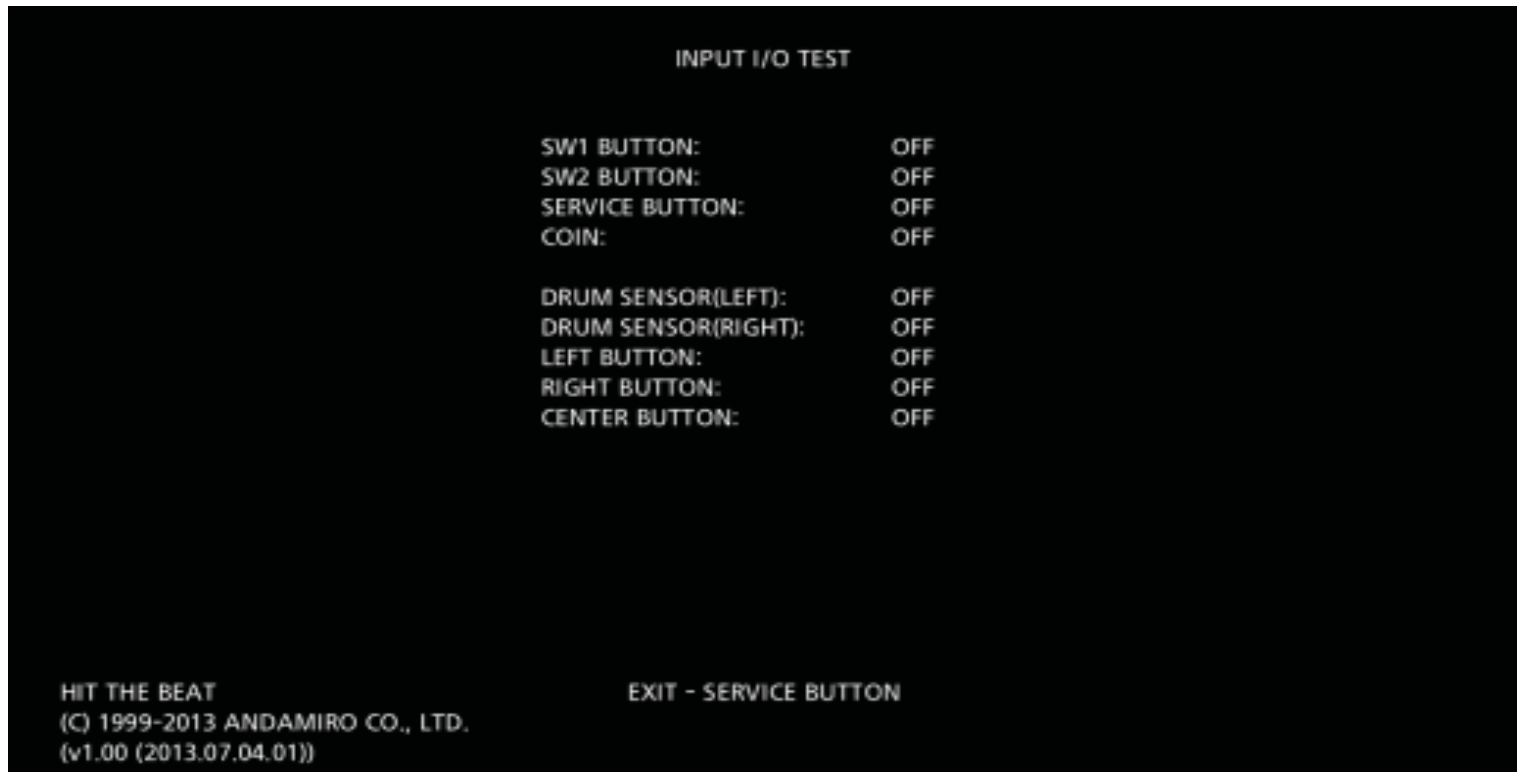 INPUT I/O TEST
SW1 BUTTON: OFF
SW2 BUTTON: OFF
SERVICE BUTTON: OFF
COIN: OFF
DRUM SENSOR(LEFT): OFF
DRUM SENSOR(RIGHT): OFF
LEFT BUTTON: OFF
RIGHT BUTTON: OFF
CENTER BUTTON: OFF
HIT THE BEAT EXIT - SERVICE BUTTON
(C) 1999-2013 ANDAMIRO CO., LTD.
(v1.00 (2013.07.04.01))